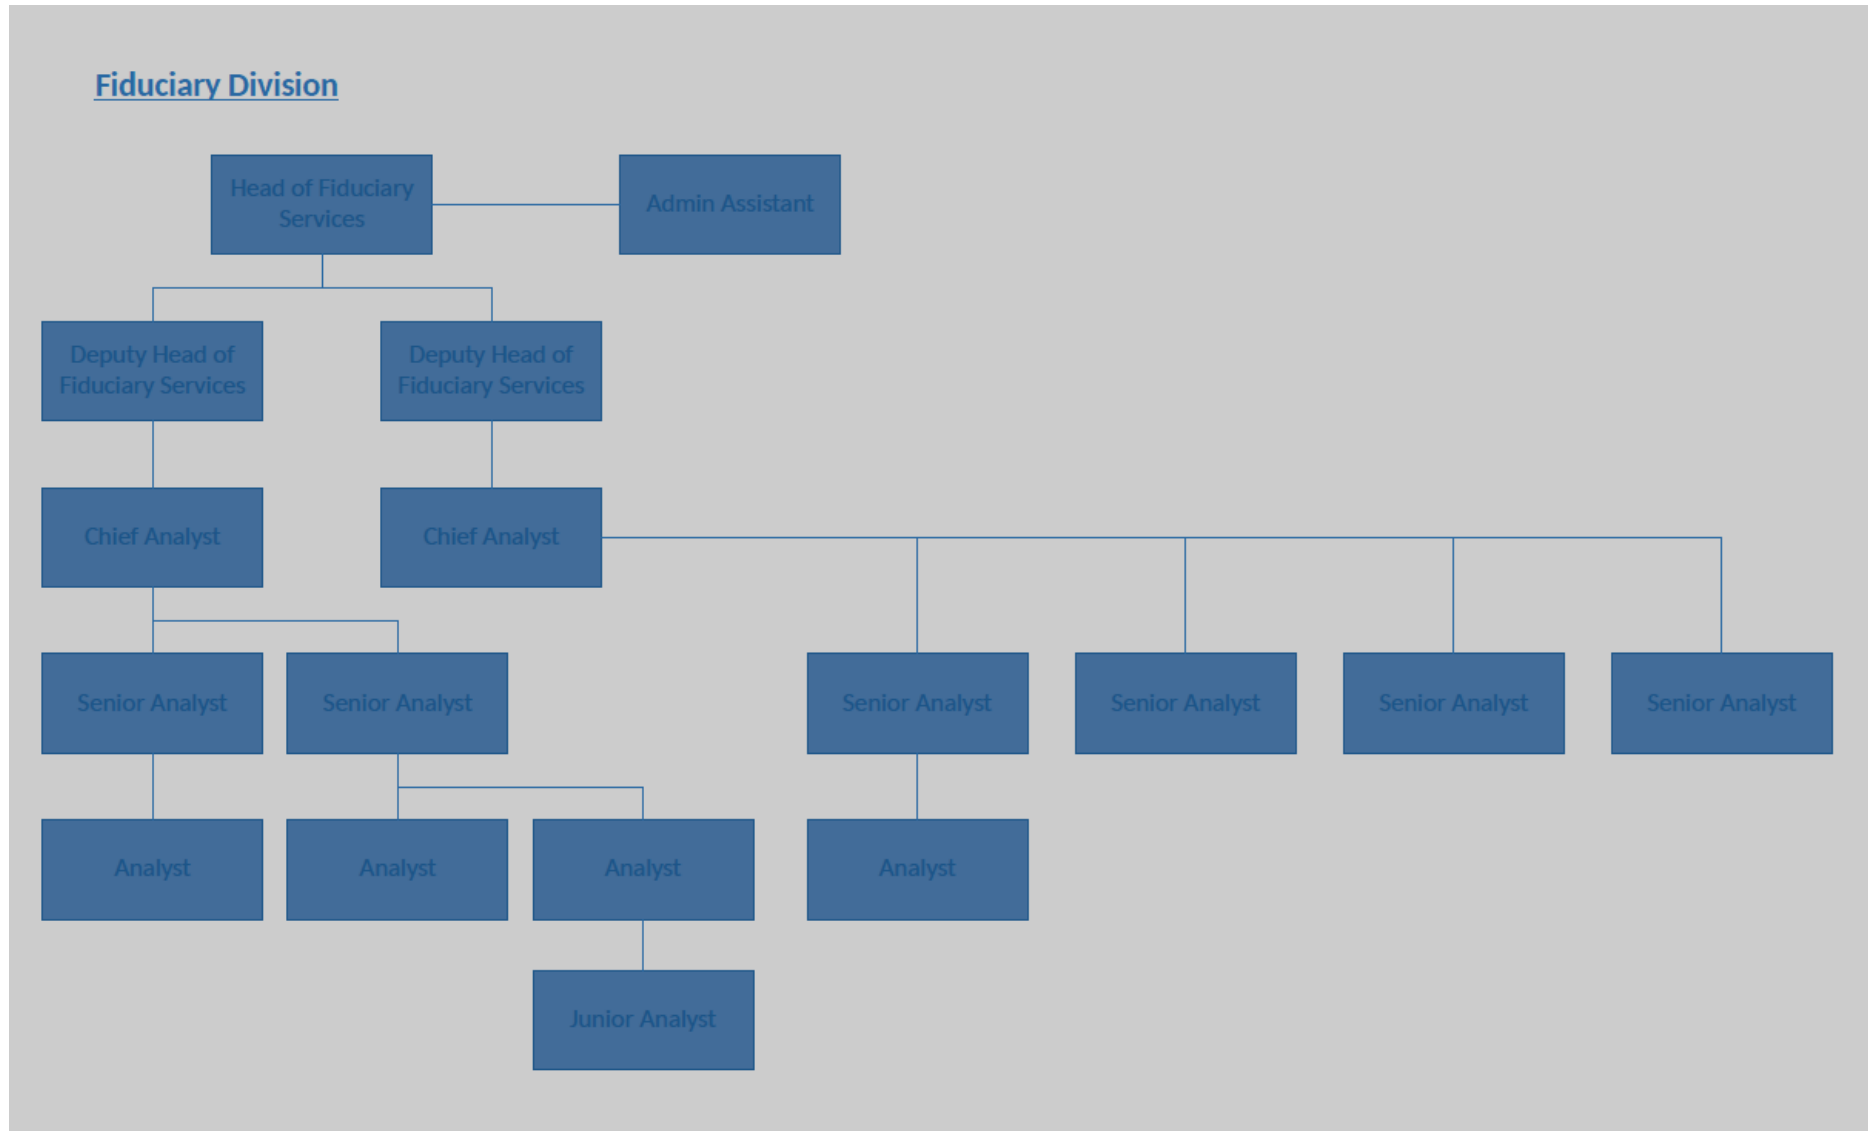 Fiduciary Division
Head of Fiduciary
Services
Admin Assistant
Deputy Head of
Fiduciary Services
Deputy Head of
Fiduciary Services
Chief Analyst
Chief Analyst
Senior Analyst
Senior Analyst
Senior Analyst
Senior Analyst
Senior Analyst
Senior Analyst
Analyst
Analyst
Analyst
Analyst
Junior Analyst